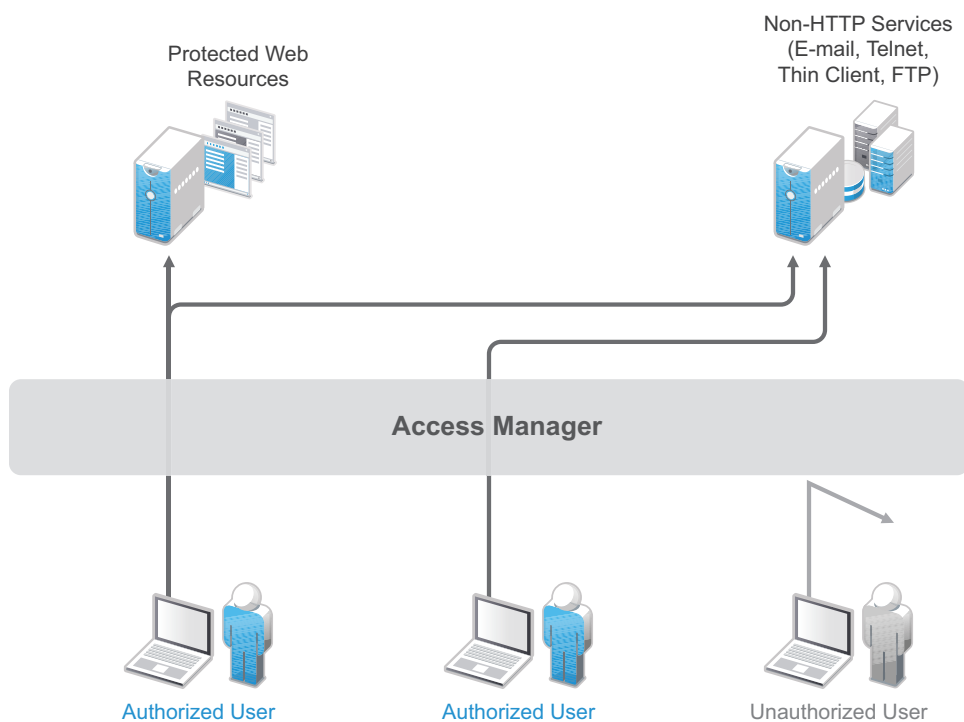 Protected Web
Resources
Non-HTTP Services
(E-mail, Telnet,
Thin Client, FTP)
Access Manager
Authorized User
Authorized User
Unauthorized User